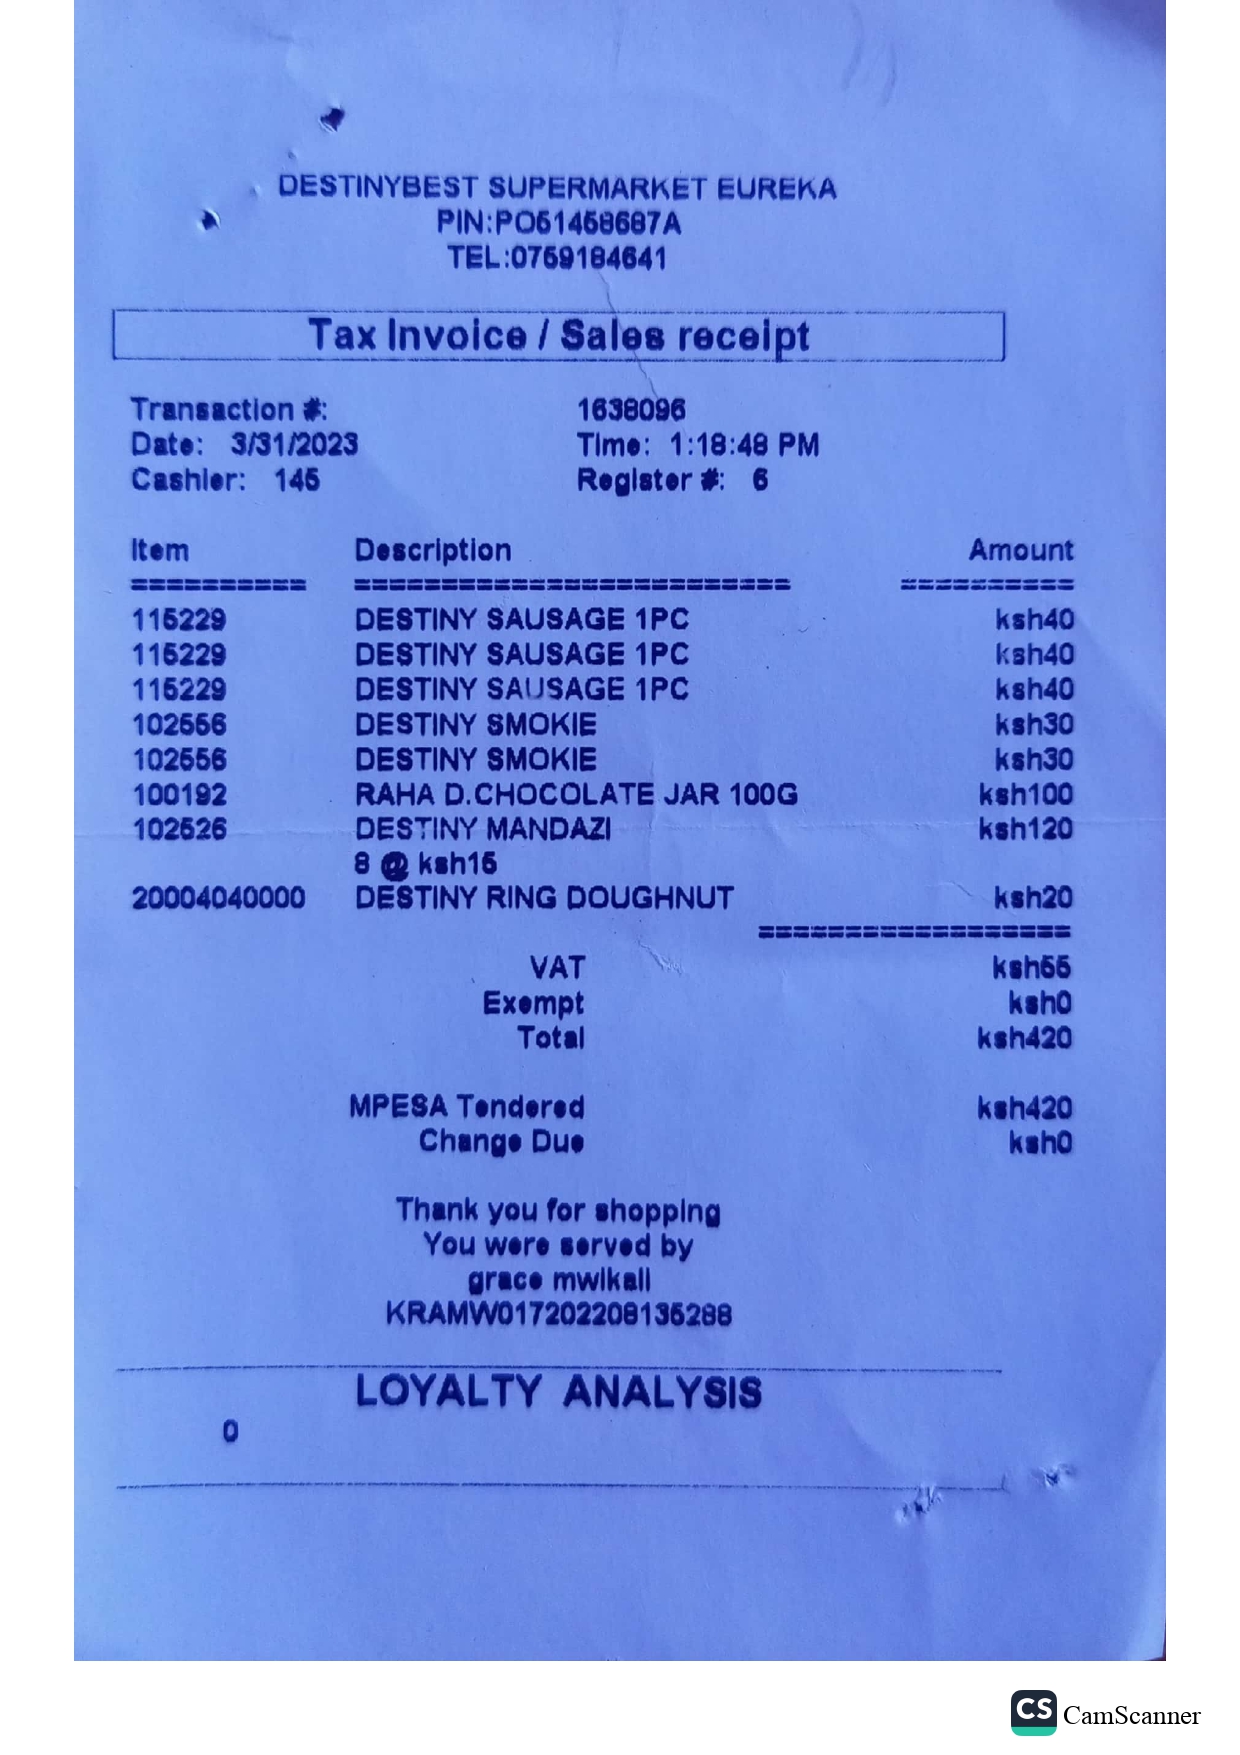 DESTINYBEST SUPERMARKET EUREKA
TEL:0759184641
Tax Invoice / Sales receipt
Transaction #: 1638096
Date: 3/31/2023 Time: 1:18:48 PM
Cashier: 145 Register #: 6
Item Description Amount
========== ========================= ==========
115229 DESTINY SAUSAGE 1PC ksh40
115229 DESTINY SAUSAGE 1PC ksh40
115229 DESTINY SAUSAGE 1PC ksh40
102556 DESTINY SMOKIE ksh30
102556 DESTINY SMOKIE ksh30
100192 RAHA D.CHOCOLATE JAR 100G ksh100
102526 DESTINY MANDAZI ksh120
8 @ ksh15
20004040000 DESTINY RING DOUGHNUT ksh20
==================
VAT ksh55
Exempt ksh0
Total ksh420
MPESA Tendered ksh420
Change Due ksh0
Thank you for shopping
You were served by
grace mwikali
KRAMW017202208135288
LOYALTY ANALYSIS
0
CS CamScanner